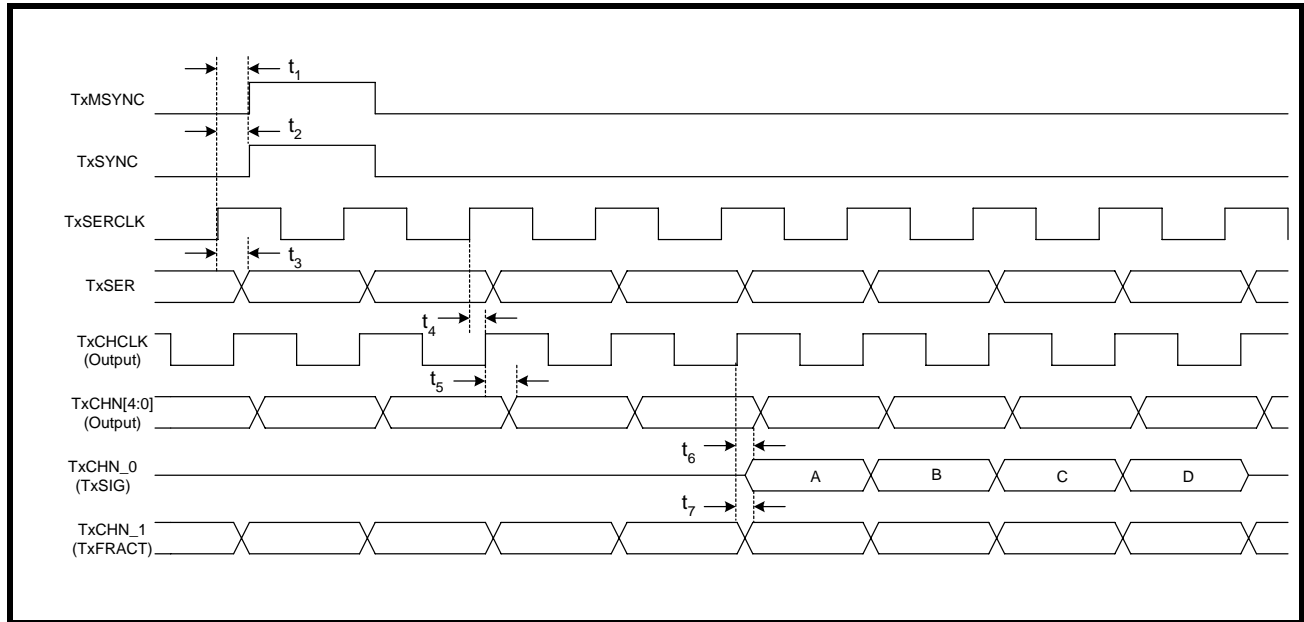 t1
TxMSYNC
t2
TxSYNC
TxSERCLK
t3
TxSER
t4
TxCHCLK
(Output)
t5
TxCHN[4:0]
(Output)
t6
TxCHN_0
(TxSIG)
A B C D
t7
TxCHN_1
(TxFRACT)